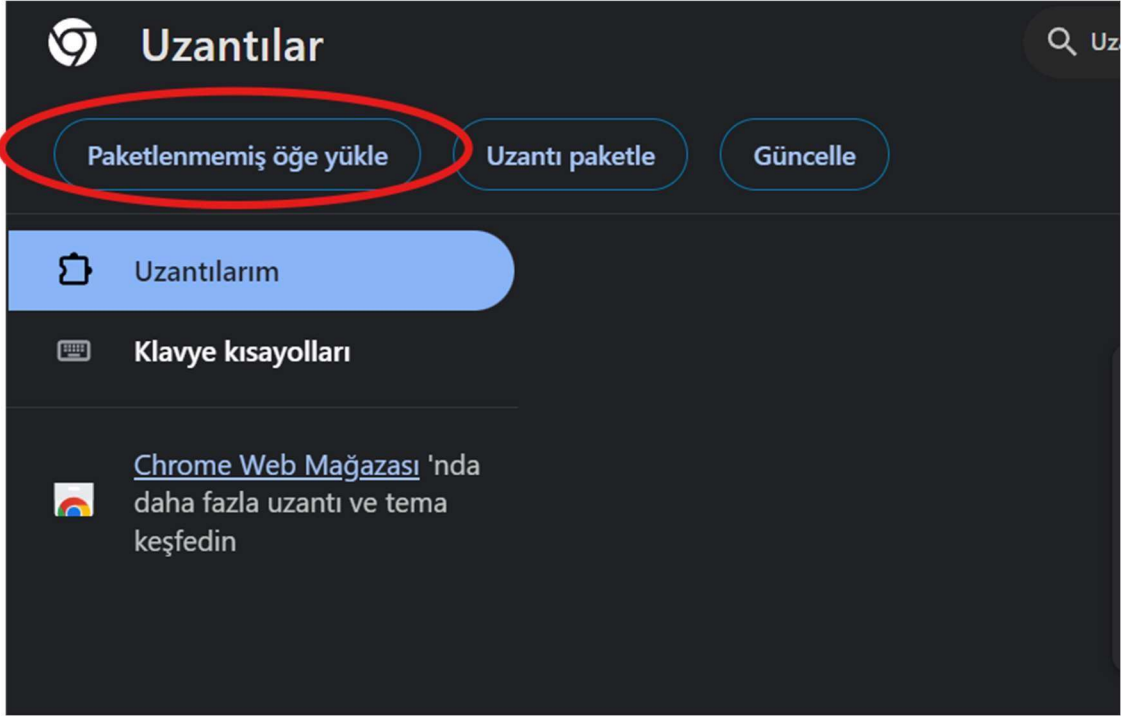 Uzantılar
Paketlenmemiş öğe yükle
Uzantı paketle
Güncelle
Uzantılarım
Klavye kısayolları
Chrome Web Mağazası 'nda
daha fazla uzantı ve tema
keşfedin